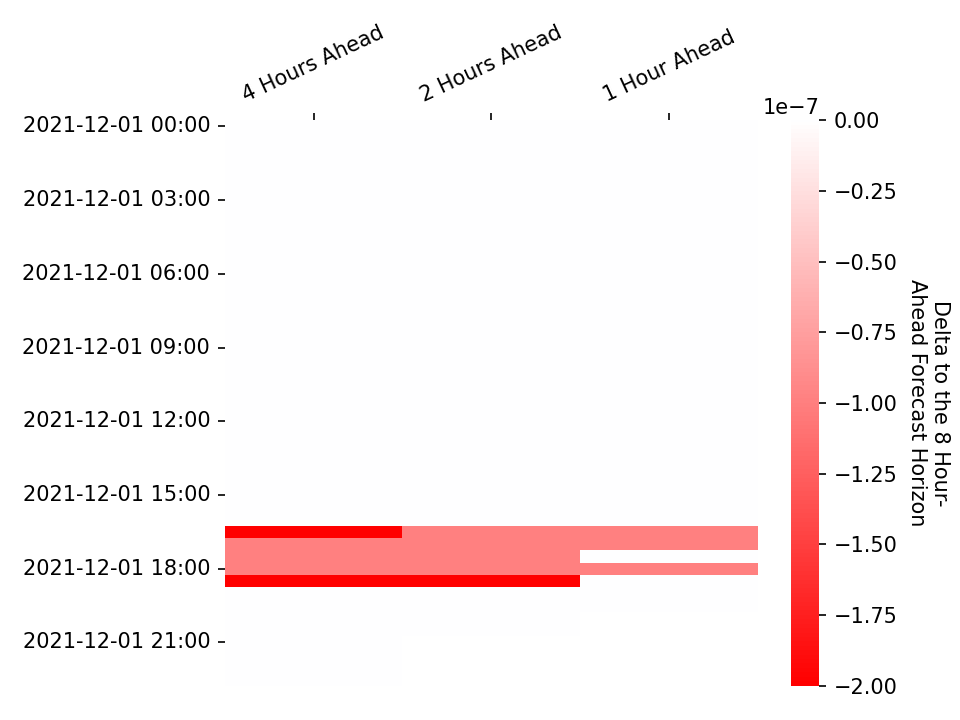 4 Hours Ahead
2 Hours Ahead
1 Hour Ahead
1e−7
2021-12-01 00:00
2021-12-01 03:00
2021-12-01 06:00
2021-12-01 09:00
2021-12-01 12:00
2021-12-01 15:00
2021-12-01 18:00
2021-12-01 21:00
0.00
−0.25
−0.50
−0.75
−1.00
−1.25
−1.50
−1.75
−2.00
Delta to the 8 Hour-
Ahead Forecast Horizon